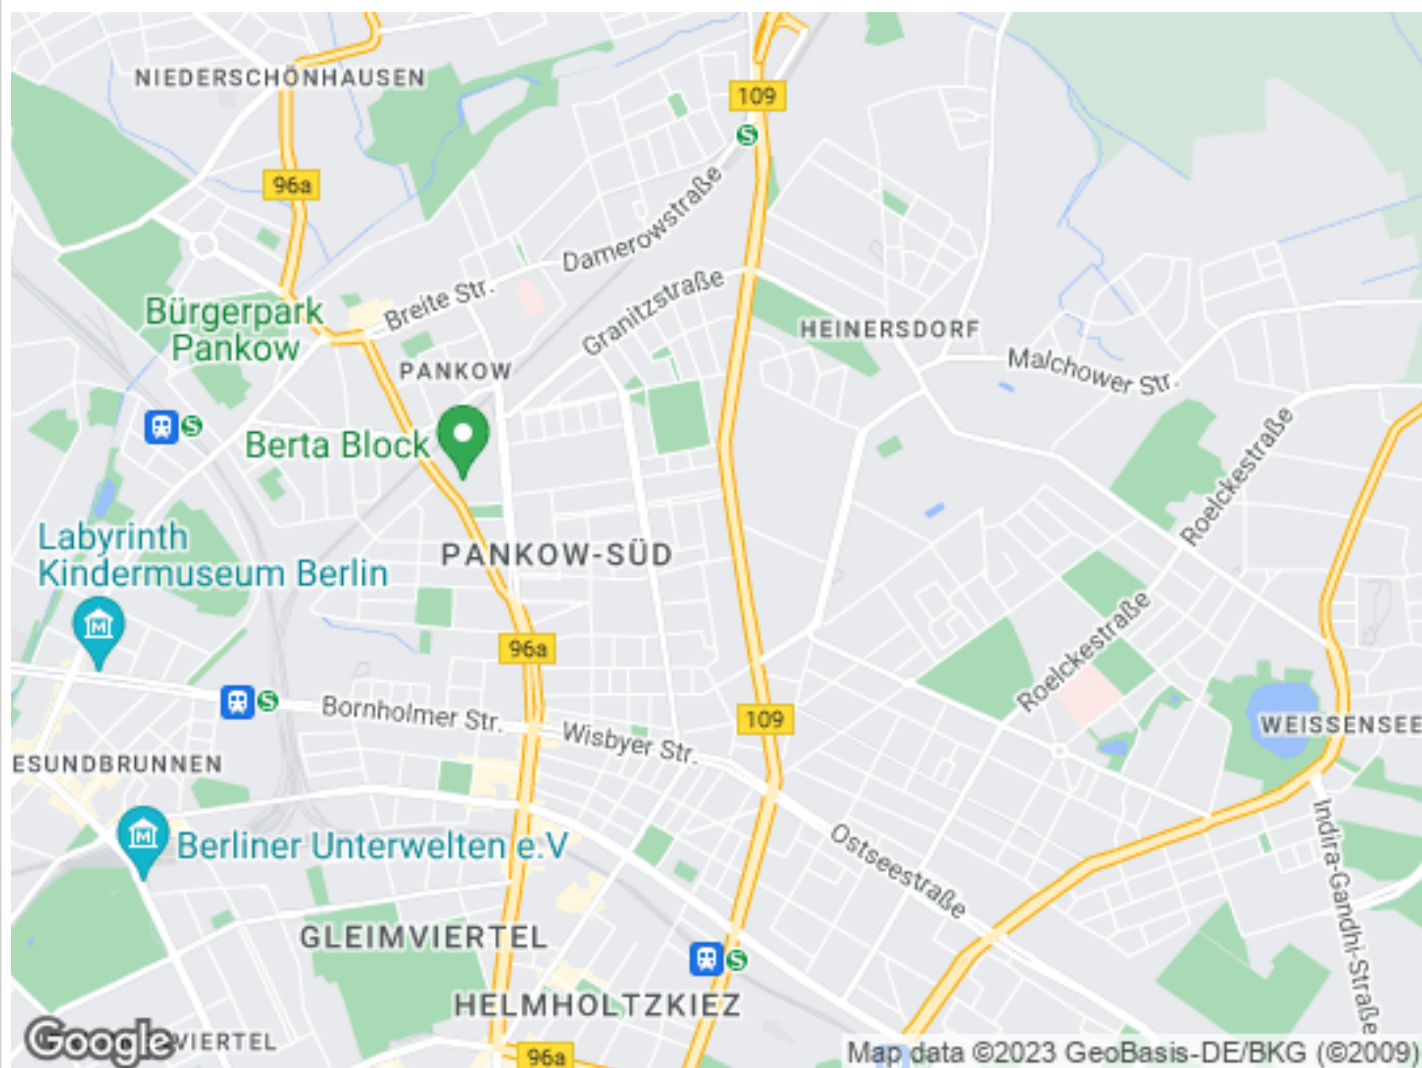 NIEDERSCHÖNHAUSEN
109
S
96a
Damerowstraße
Breite Str.
Granitzstraße
Bürgerpark
Pankow
HEINERSDORF
PANKOW
Malchower Str.
S
Berta Block
Roelckestraße
Labyrinth
Kindermuseum Berlin
PANKOW-SÜD
M
96a
Roelckestraße
S
Bornholmer Str.
109
WEISSENSEE
Wisbyer Str.
ESUNDBRUNNEN
M
Berliner Unterwelten e.V
Ostseestraße
Indira-Gandhi-Straße
GLEIMVIERTEL
S
HELMHOLTZKIEZ
Google
VIERTEL
96a
Map data ©2023 GeoBasis-DE/BKG (©2009)